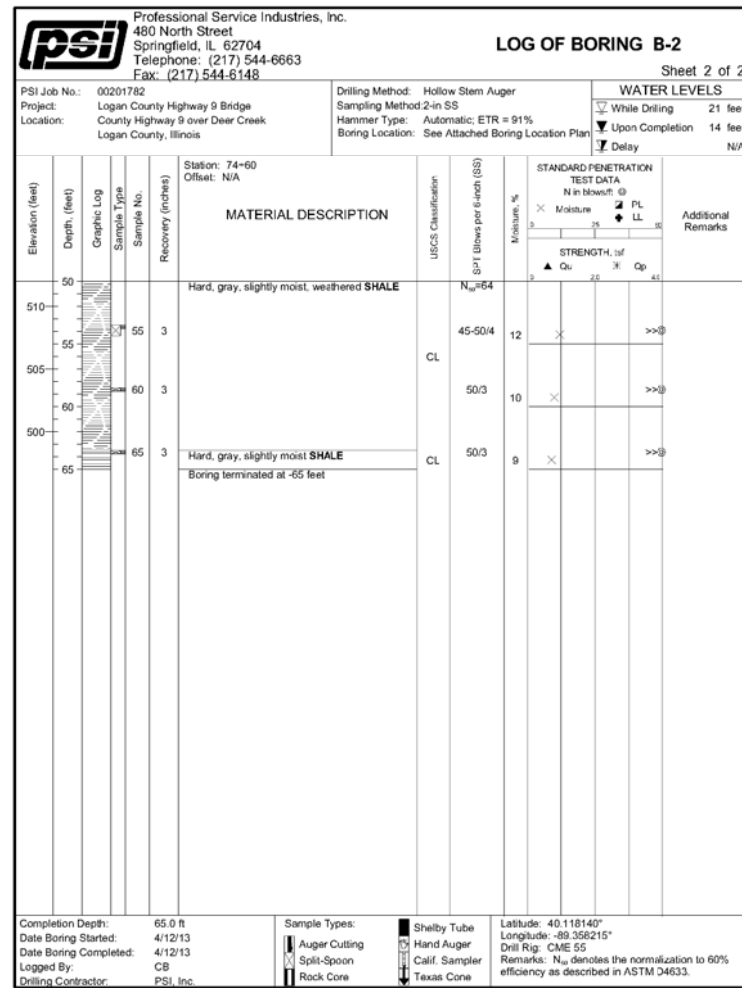 psi
Professional Service Industries, Inc.
480 North Street
Springfield, IL 62704
Telephone: (217) 544-6663
Fax: (217) 544-6148
LOG OF BORING B-2
Sheet 2 of 2
PSI Job No.: 00201782
Project: Logan County Highway 9 Bridge
Location: County Highway 9 over Deer Creek
Logan County, Illinois
Drilling Method: Hollow Stem Auger
Sampling Method: 2-in SS
Hammer Type: Automatic; ETR = 91%
Boring Location: See Attached Boring Location Plan
WATER LEVELS
While Drilling 21 feet
Upon Completion 14 feet
Delay N/A
Elevation (feet)
Depth, (feet)
Graphic Log
Sample Type
Sample No.
Recovery (inches)
Station: 74+60
Offset: N/A
MATERIAL DESCRIPTION
USCS Classification
SPT Blows per 6-inch (SS)
Moisture, %
STANDARD PENETRATION
TEST DATA
N in blows/ft
× Moisture PL
LL
0 25 50
STRENGTH, tsf
Qu Qp
0 2.0 4.0
Additional
Remarks
50 Hard, gray, slightly moist, weathered SHALE N₆₀=64
510
55 3 45-50/4 12 × >>
55
CL
505
60 3 50/3 10 × >>
60
500
65 3 Hard, gray, slightly moist SHALE CL 50/3 9 × >>
65
Boring terminated at -65 feet
Completion Depth: 65.0 ft
Date Boring Started: 4/12/13
Date Boring Completed: 4/12/13
Logged By: CB
Drilling Contractor: PSI, Inc.
Sample Types:
Auger Cutting
Split-Spoon
Rock Core
Shelby Tube
Hand Auger
Calif. Sampler
Texas Cone
Latitude: 40.118140°
Longitude: -89.358215°
Drill Rig: CME 55
Remarks: N₆₀ denotes the normalization to 60%
efficiency as described in ASTM D4633.